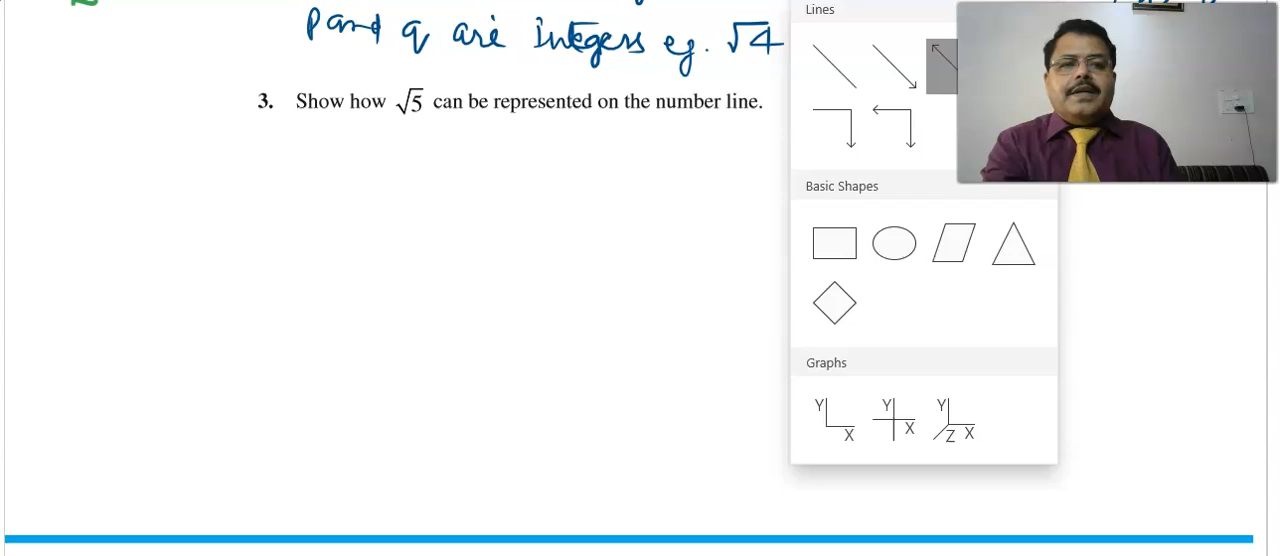 p and q are integers eg. √4
3. Show how √5 can be represented on the number line.
Lines
Basic Shapes
Graphs
Y
X
Y
X
Y
Z X